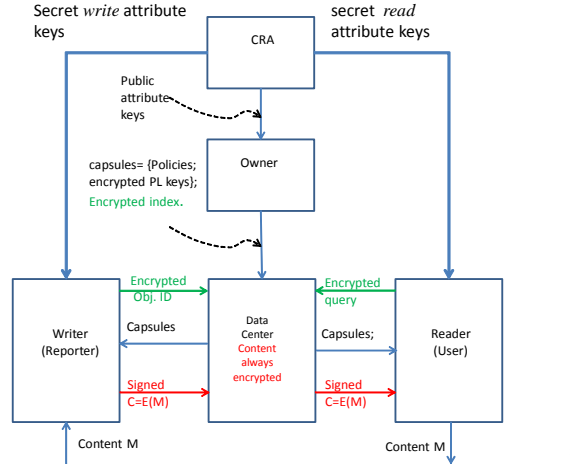 Secret write attribute
keys
secret read
attribute keys
CRA
Public
attribute
keys
Owner
capsules= {Policies;
encrypted PL keys};
Encrypted index.
Encrypted
Obj. ID
Encrypted
query
Writer
(Reporter)
Capsules
Data
Center
Content
always
encrypted
Capsules;
Reader
(User)
Signed
C=E(M)
Signed
C=E(M)
Content M
Content M